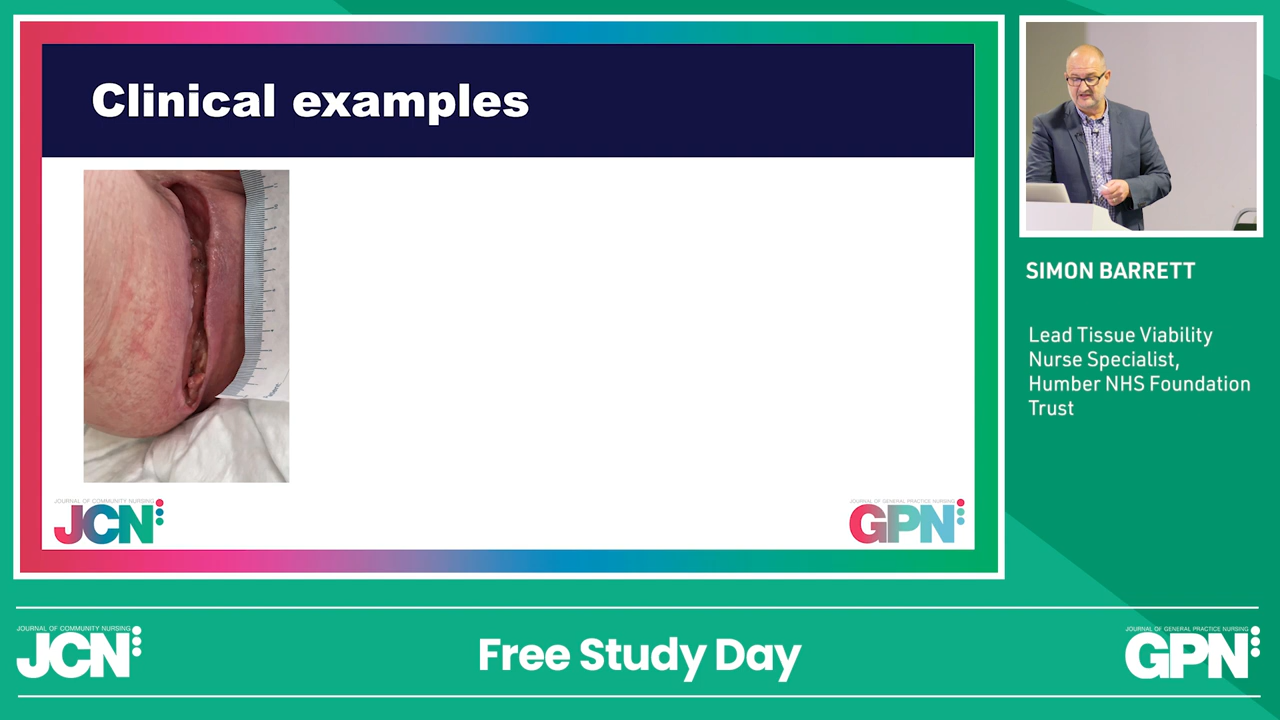 Clinical examples
JOURNAL OF COMMUNITY NURSING
JCN
JOURNAL OF GENERAL PRACTICE NURSING
GPN
SIMON BARRETT
Lead Tissue Viability
Nurse Specialist,
Humber NHS Foundation
Trust
JOURNAL OF COMMUNITY NURSING
JCN
Free Study Day
JOURNAL OF GENERAL PRACTICE NURSING
GPN